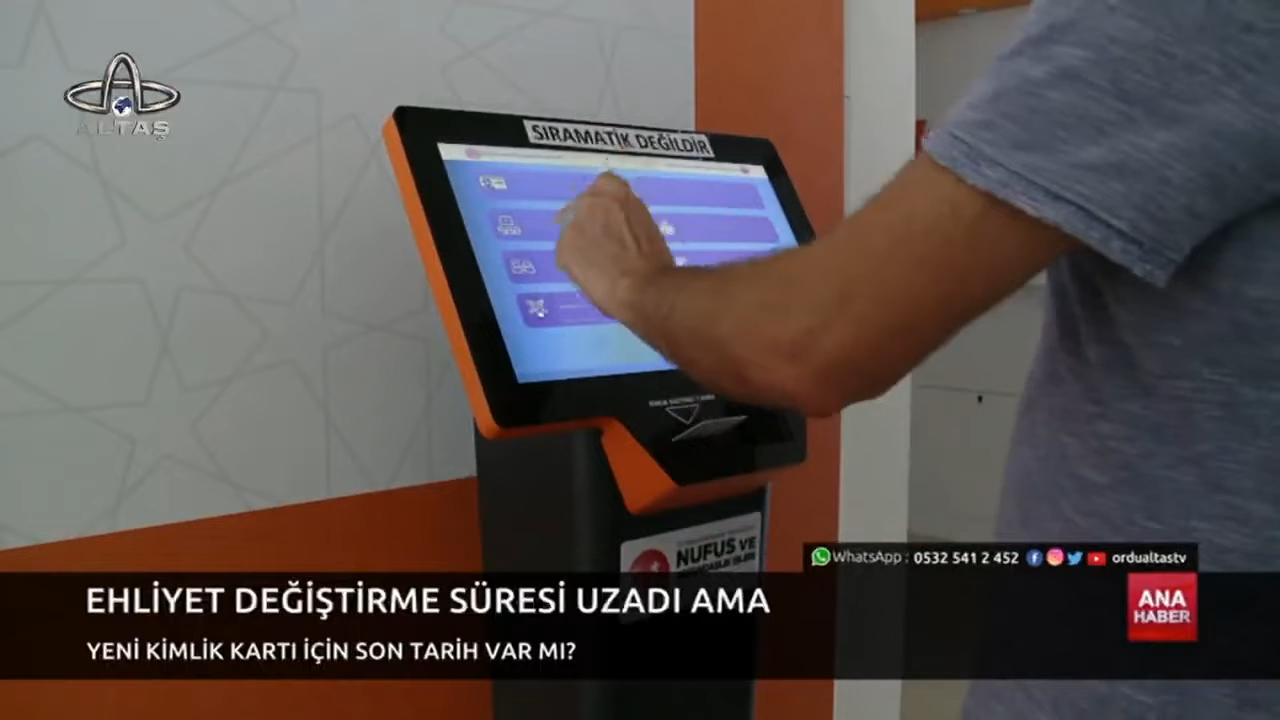 ALTAŞ
SIRAMATİK DEĞİLDİR
NUFUS VE
WhatsApp : 0532 541 2 452 ordualtastv
EHLİYET DEĞİŞTİRME SÜRESİ UZADI AMA
YENİ KİMLİK KARTI İÇİN SON TARİH VAR MI?
ANA
HABER